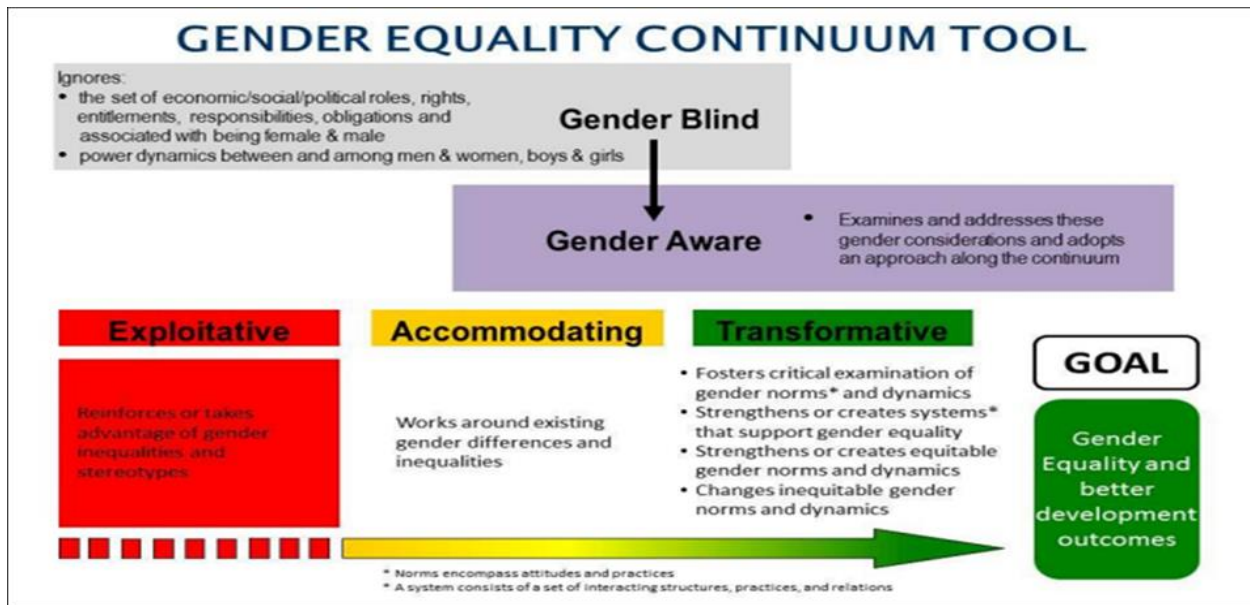 GENDER EQUALITY CONTINUUM TOOL
Ignores:
• the set of economic/social/political roles, rights,
entitlements, responsibilities, obligations and
associated with being female & male
• power dynamics between and among men & women, boys & girls
Gender Blind
Gender Aware
• Examines and addresses these
gender considerations and adopts
an approach along the continuum
Exploitative
Reinforces or takes
advantage of gender
inequalities and
stereotypes
Accommodating
Works around existing
gender differences and
inequalities
Transformative
• Fosters critical examination of
gender norms* and dynamics
• Strengthens or creates systems*
that support gender equality
• Strengthens or creates equitable
gender norms and dynamics
• Changes inequitable gender
norms and dynamics
GOAL
Gender
Equality and
better
development
outcomes
* Norms encompass attitudes and practices
* A system consists of a set of interacting structures, practices, and relations